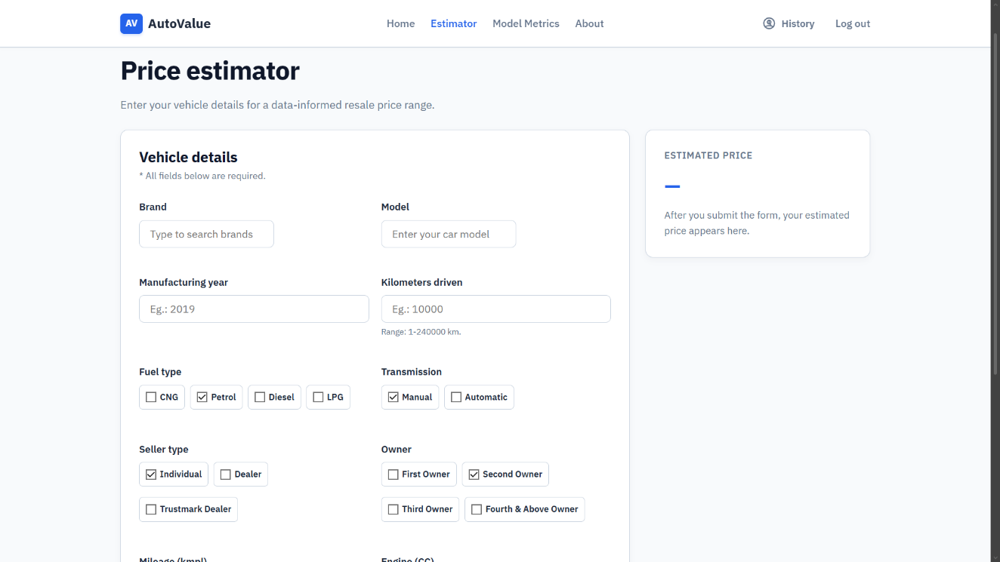 AV AutoValue Home Estimator Model Metrics About History Log out
Price estimator
Enter your vehicle details for a data-informed resale price range.
Vehicle details
* All fields below are required.
Brand
Type to search brands
Model
Enter your car model
Manufacturing year
Eg.: 2019
Kilometers driven
Eg.: 10000
Range: 1-240000 km.
Fuel type
CNG Petrol Diesel LPG
Transmission
Manual Automatic
Seller type
Individual Dealer
Trustmark Dealer
Owner
First Owner Second Owner
Third Owner Fourth & Above Owner
Mileage (kmpl)
Engine (CC)
ESTIMATED PRICE
—
After you submit the form, your estimated
price appears here.